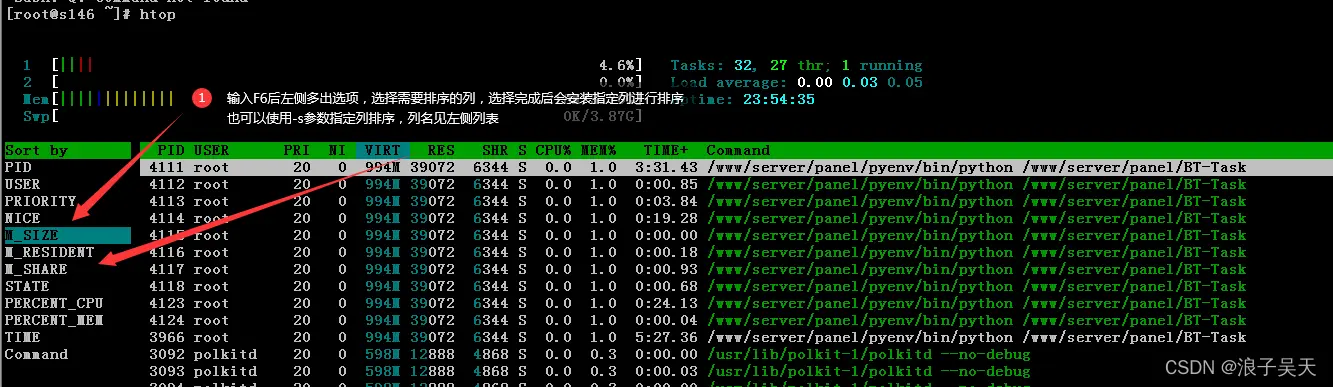 [root@s146 ~]# htop
1 [|||| 4.6%] Tasks: 32, 27 thr; 1 running
2 [ 0.0%] Load average: 0.00 0.03 0.05
Mem[ Uptime: 23:54:35
Swp[ 0K/3.87G]
1 输入F6后左侧多出选项，选择需要排序的列，选择完成后会安装指定列进行排序
也可以使用-s参数指定列排序，列名见左侧列表
Sort by PID USER PRI NI VIRT RES SHR S CPU% MEM% TIME+ Command
PID 4111 root 20 0 994M 39072 6344 S 0.0 1.0 3:31.43 /www/server/panel/pyenv/bin/python /www/server/panel/BT-Task
USER 4112 root 20 0 994M 39072 6344 S 0.0 1.0 0:00.85 /www/server/panel/pyenv/bin/python /www/server/panel/BT-Task
PRIORITY 4113 root 20 0 994M 39072 6344 S 0.0 1.0 0:03.84 /www/server/panel/pyenv/bin/python /www/server/panel/BT-Task
NICE 4114 root 20 0 994M 39072 6344 S 0.0 1.0 0:19.28 /www/server/panel/pyenv/bin/python /www/server/panel/BT-Task
M_SIZE 4115 root 20 0 994M 39072 6344 S 0.0 1.0 0:00.00 /www/server/panel/pyenv/bin/python /www/server/panel/BT-Task
M_RESIDENT 4116 root 20 0 994M 39072 6344 S 0.0 1.0 0:00.18 /www/server/panel/pyenv/bin/python /www/server/panel/BT-Task
M_SHARE 4117 root 20 0 994M 39072 6344 S 0.0 1.0 0:00.93 /www/server/panel/pyenv/bin/python /www/server/panel/BT-Task
STATE 4118 root 20 0 994M 39072 6344 S 0.0 1.0 0:00.68 /www/server/panel/pyenv/bin/python /www/server/panel/BT-Task
PERCENT_CPU 4123 root 20 0 994M 39072 6344 S 0.0 1.0 0:24.13 /www/server/panel/pyenv/bin/python /www/server/panel/BT-Task
PERCENT_MEM 4124 root 20 0 994M 39072 6344 S 0.0 1.0 0:00.04 /www/server/panel/pyenv/bin/python /www/server/panel/BT-Task
TIME 3966 root 20 0 994M 39072 6344 S 0.0 1.0 5:27.36 /www/server/panel/pyenv/bin/python /www/server/panel/BT-Task
Command 3092 polkitd 20 0 598M 12888 4868 S 0.0 0.3 0:00.00 /usr/lib/polkit-1/polkitd --no-debug
3093 polkitd 20 0 598M 12888 4868 S 0.0 0.3 0:00.00 /usr/lib/polkit-1/polkitd --no-debug
CSDN @浪子吴天